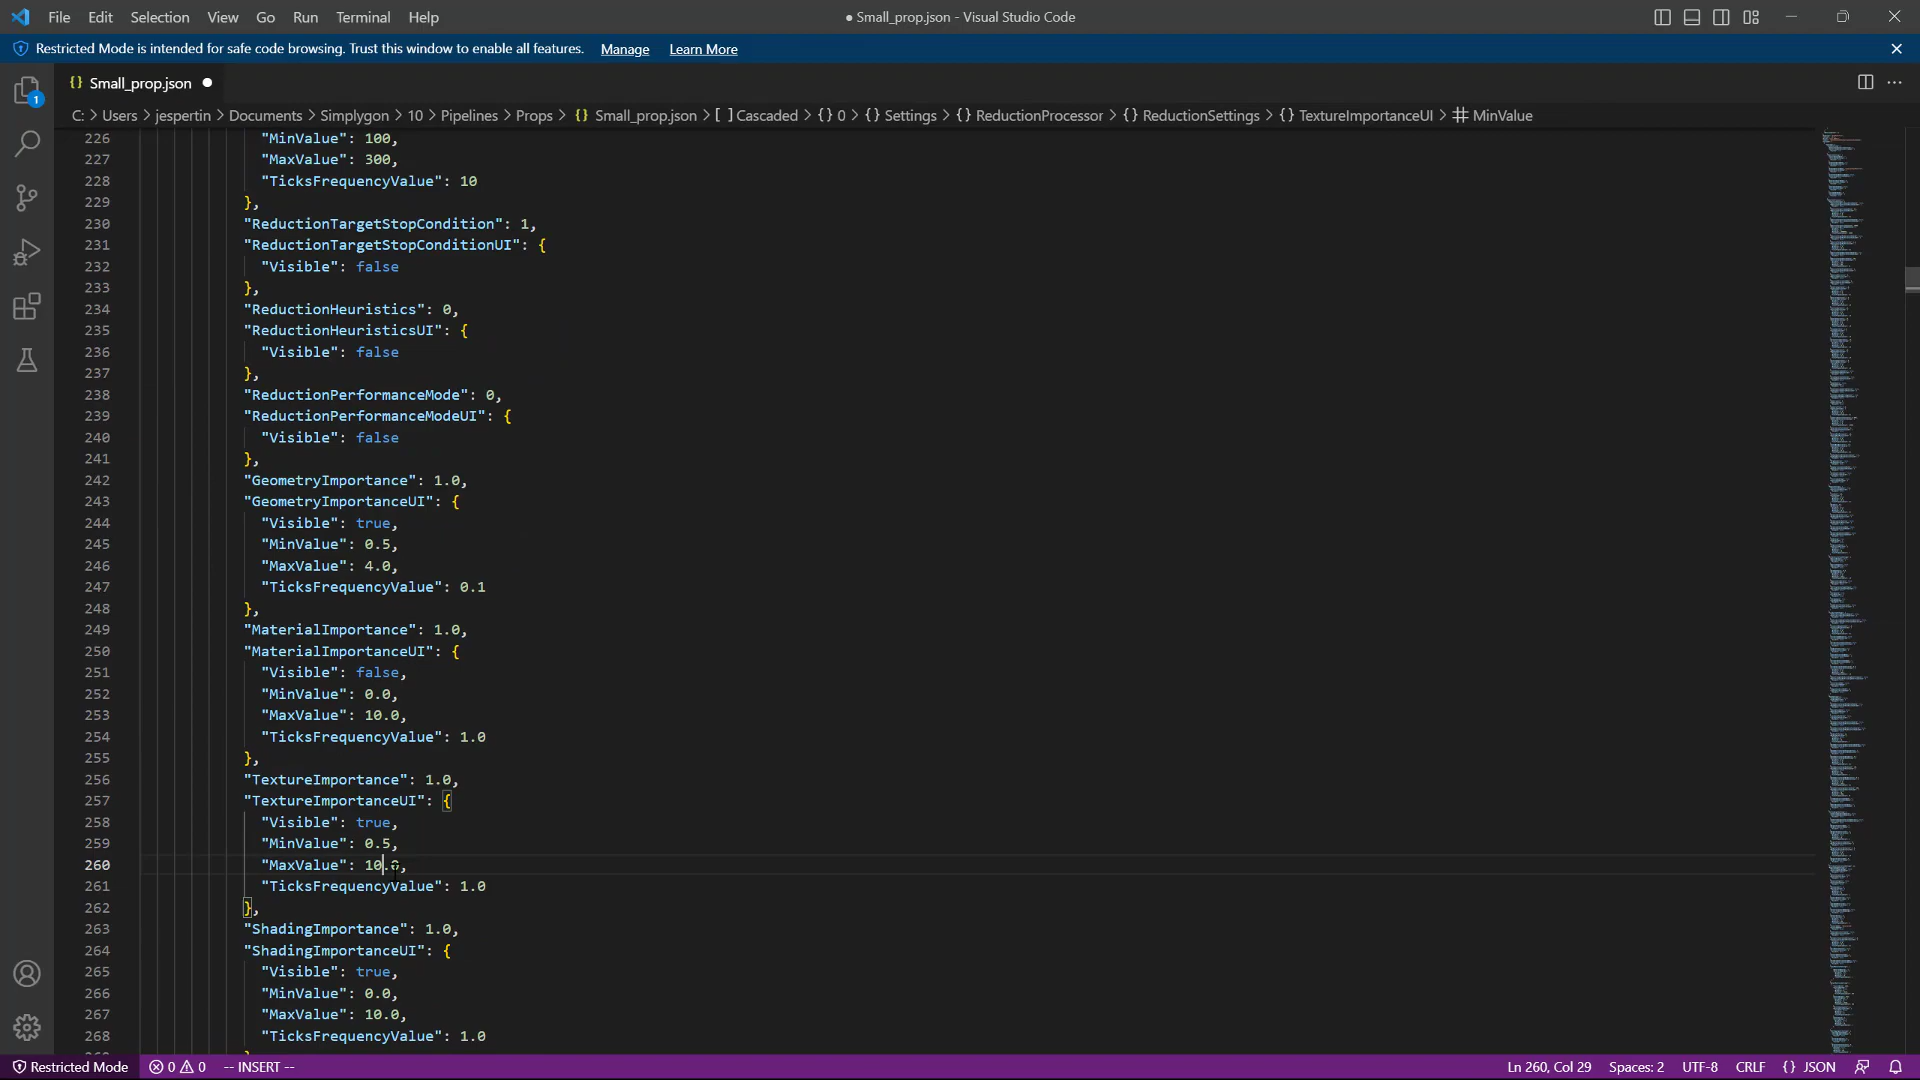 File Edit Selection View Go Run Terminal Help ● Small_prop.json - Visual Studio Code
Restricted Mode is intended for safe code browsing. Trust this window to enable all features. Manage Learn More
{} Small_prop.json ●
C: > Users > jespertin > Documents > Simplygon > 10 > Pipelines > Props > {} Small_prop.json > [ ] Cascaded > {} 0 > {} Settings > {} ReductionProcessor > {} ReductionSettings > {} TextureImportanceUI > # MinValue
1
226 "MinValue": 100,
227 "MaxValue": 300,
228 "TicksFrequencyValue": 10
229 },
230 "ReductionTargetStopCondition": 1,
231 "ReductionTargetStopConditionUI": {
232 "Visible": false
233 },
234 "ReductionHeuristics": 0,
235 "ReductionHeuristicsUI": {
236 "Visible": false
237 },
238 "ReductionPerformanceMode": 0,
239 "ReductionPerformanceModeUI": {
240 "Visible": false
241 },
242 "GeometryImportance": 1.0,
243 "GeometryImportanceUI": {
244 "Visible": true,
245 "MinValue": 0.5,
246 "MaxValue": 4.0,
247 "TicksFrequencyValue": 0.1
248 },
249 "MaterialImportance": 1.0,
250 "MaterialImportanceUI": {
251 "Visible": false,
252 "MinValue": 0.0,
253 "MaxValue": 10.0,
254 "TicksFrequencyValue": 1.0
255 },
256 "TextureImportance": 1.0,
257 "TextureImportanceUI": {
258 "Visible": true,
259 "MinValue": 0.5,
260 "MaxValue": 10.0,
261 "TicksFrequencyValue": 1.0
262 },
263 "ShadingImportance": 1.0,
264 "ShadingImportanceUI": {
265 "Visible": true,
266 "MinValue": 0.0,
267 "MaxValue": 10.0,
268 "TicksFrequencyValue": 1.0
Restricted Mode 0 0 -- INSERT -- Ln 260, Col 29 Spaces: 2 UTF-8 CRLF {} JSON